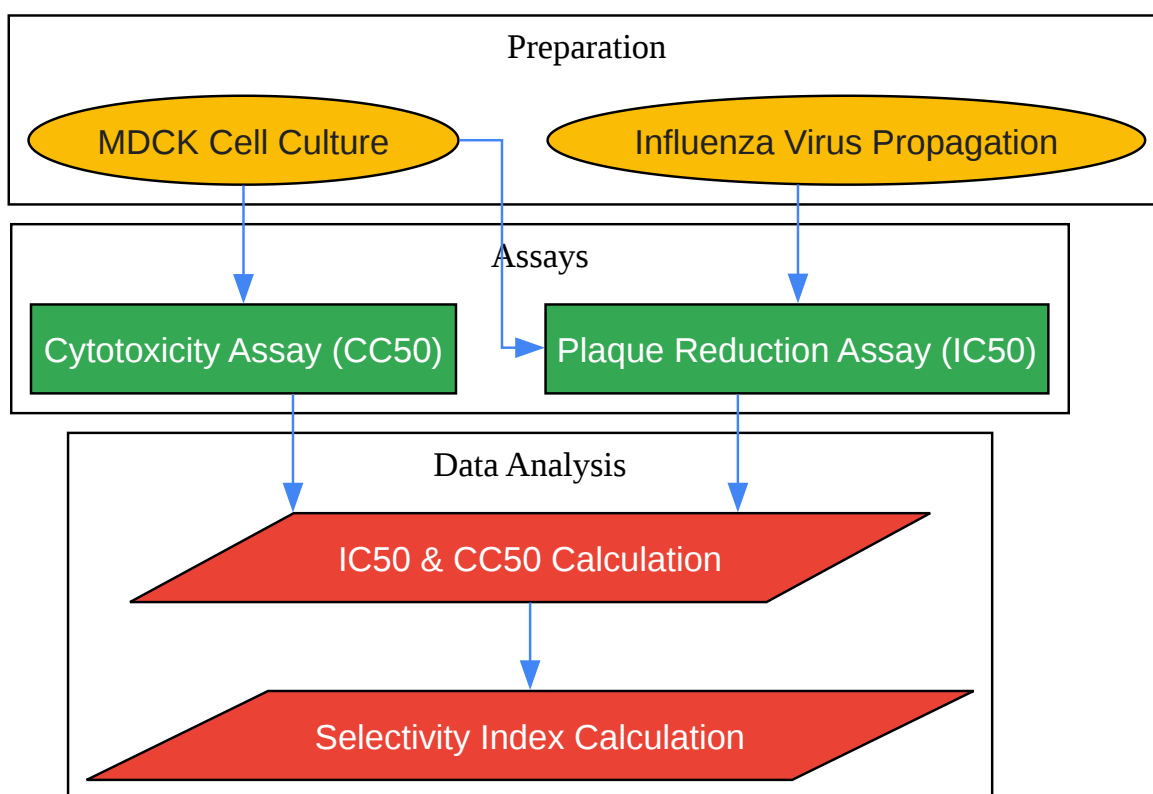 Preparation
MDCK Cell Culture
Influenza Virus Propagation
Assays
Cytotoxicity Assay (CC50)
Plaque Reduction Assay (IC50)
Data Analysis
IC50 & CC50 Calculation
Selectivity Index Calculation